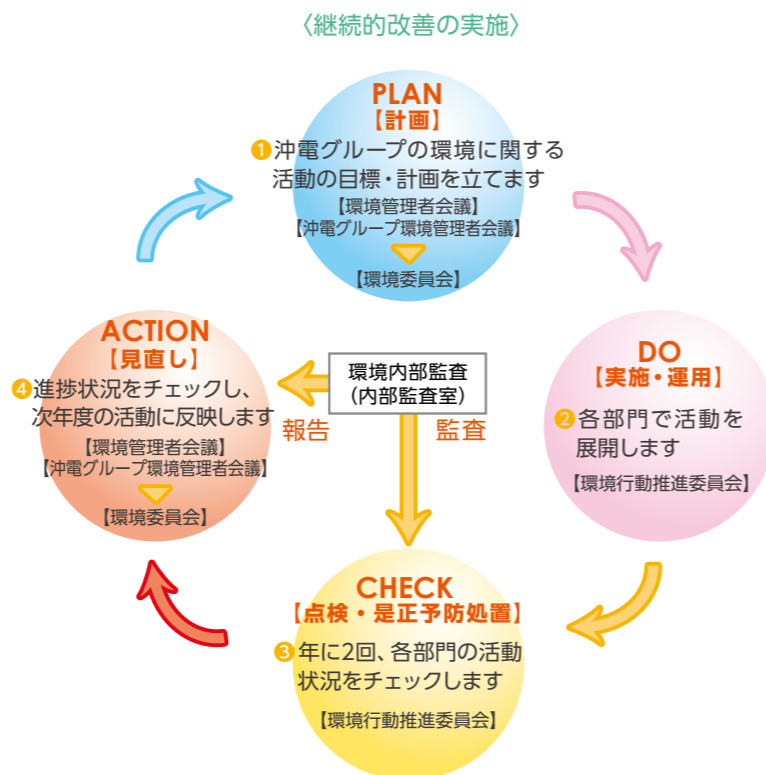 〈継続的改善の実施〉
PLAN
【計画】
❶沖電グループの環境に関する
活動の目標・計画を立てます
【環境管理者会議】
【沖電グループ環境管理者会議】
【環境委員会】
DO
【実施・運用】
❷各部門で活動を
展開します
【環境行動推進委員会】
環境内部監査
（内部監査室）
報告
監査
CHECK
【点検・是正予防処置】
❸年に2回、各部門の活動
状況をチェックします
【環境行動推進委員会】
ACTION
【見直し】
❹進捗状況をチェックし、
次年度の活動に反映します
【環境管理者会議】
【沖電グループ環境管理者会議】
【環境委員会】